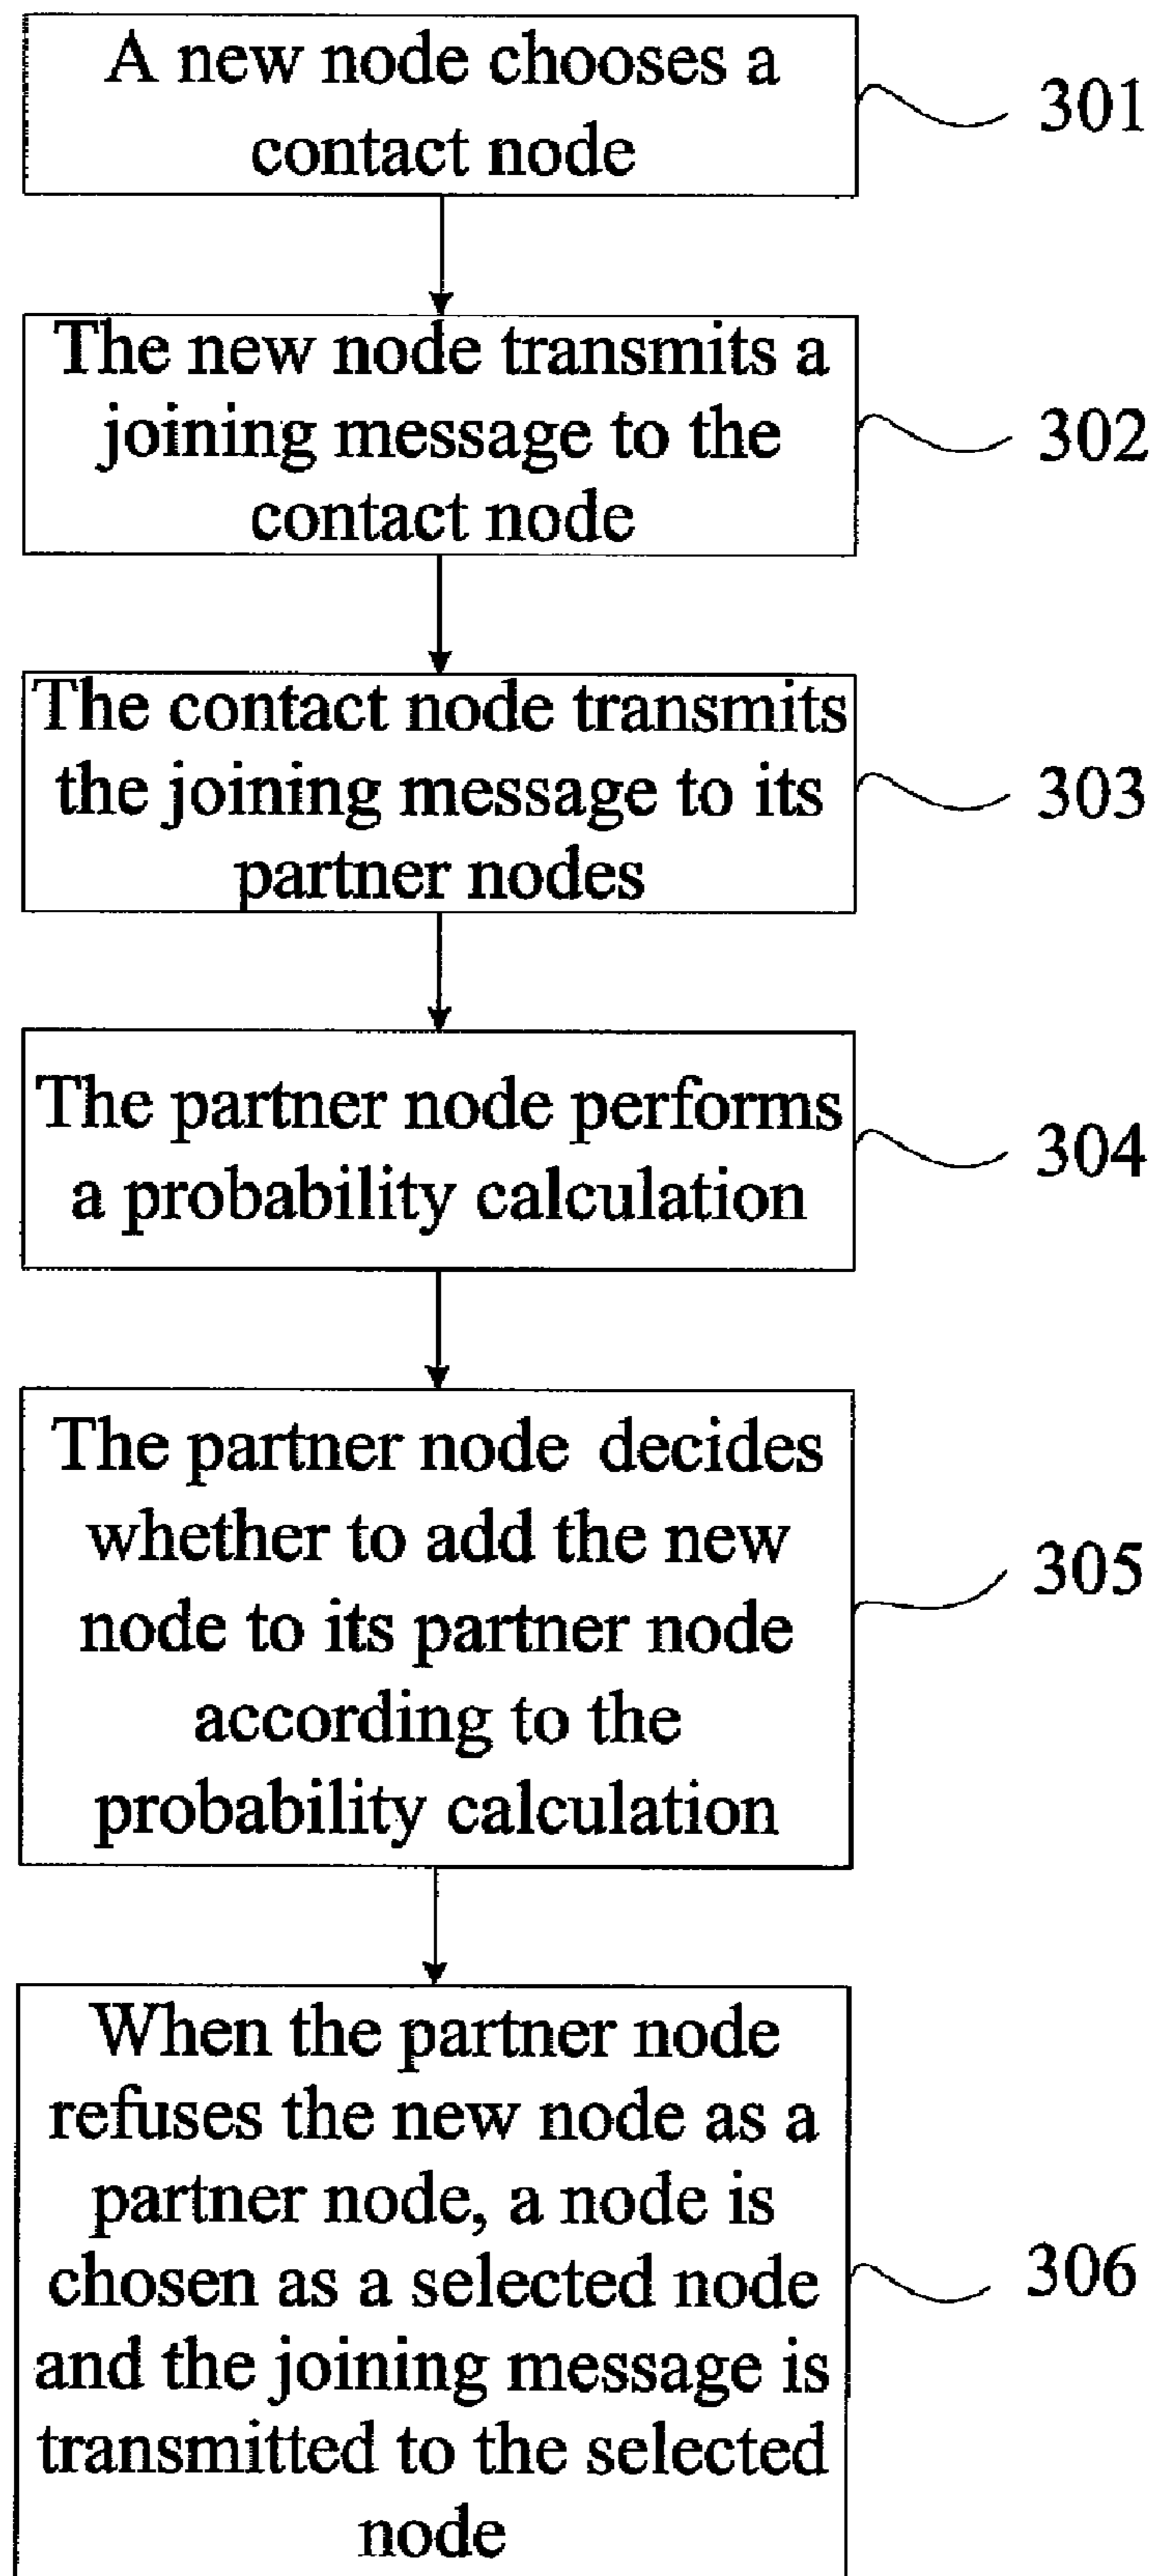 A new node chooses a
contact node
301
The new node transmits a
joining message to the
contact node
302
The contact node transmits
the joining message to its
partner nodes
303
The partner node performs
a probability calculation
304
The partner node decides
whether to add the new
node to its partner node
according to the
probability calculation
305
When the partner node
refuses the new node as a
partner node, a node is
chosen as a selected node
and the joining message is
transmitted to the selected
node
306